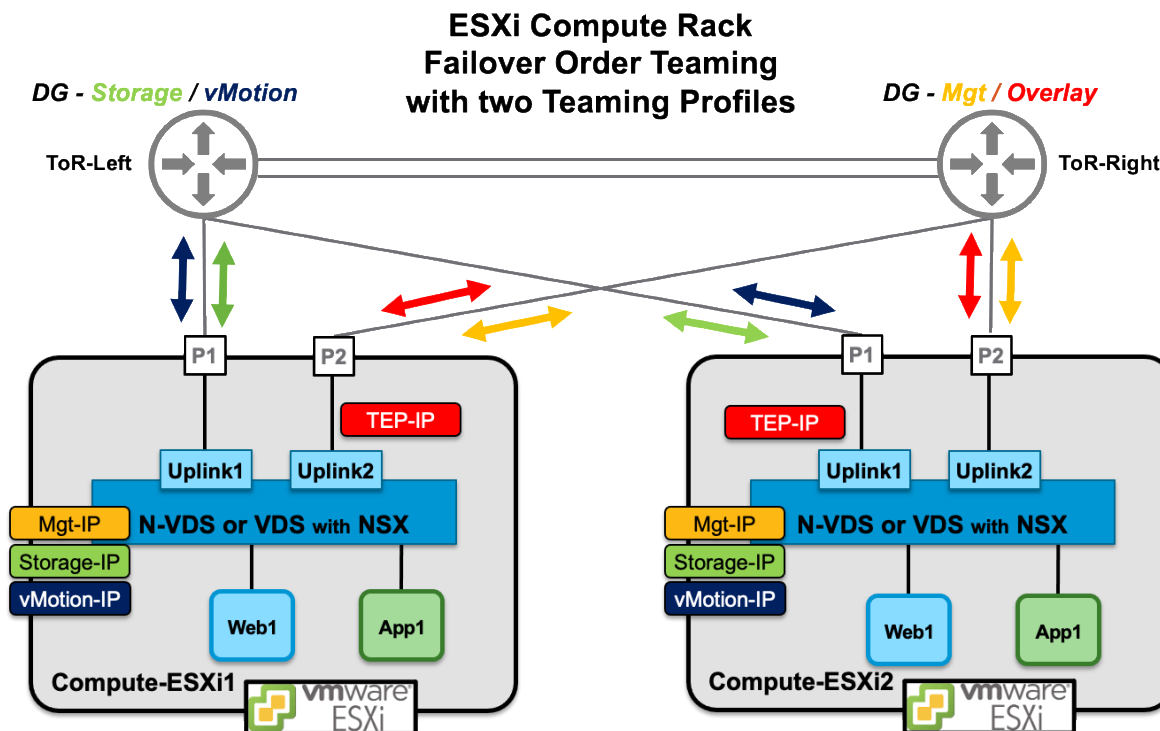 ESXi Compute Rack
Failover Order Teaming
with two Teaming Profiles
DG - Storage / vMotion
DG - Mgt / Overlay
ToR-Left
ToR-Right
P1
P2
P1
P2
TEP-IP
TEP-IP
Uplink1
Uplink2
Uplink1
Uplink2
Mgt-IP
N-VDS or VDS with NSX
Mgt-IP
N-VDS or VDS with NSX
Storage-IP
Storage-IP
vMotion-IP
vMotion-IP
Web1
App1
Web1
App1
Compute-ESXi1
Compute-ESXi2
vmware®
ESXi
vmware®
ESXi